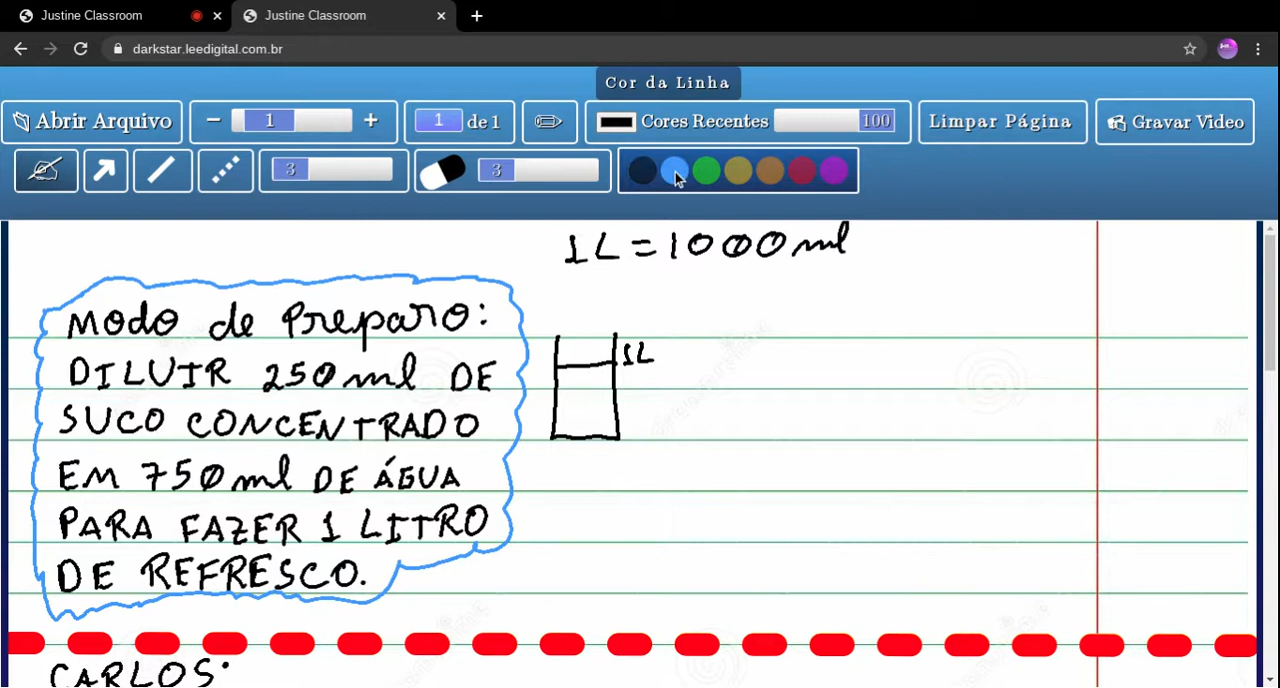 Justine Classroom
Justine Classroom
darkstar.leedigital.com.br
Cor da Linha
Abrir Arquivo
− 1 +
1 de 1
Cores Recentes 100
Limpar Página
Gravar Video
3
3
1L=1000ml
Modo de Preparo:
DILUIR 250ml DE
SUCO CONCENTRADO
EM 750ml DE ÁGUA
PARA FAZER 1 LITRO
DE REFRESCO.
1L
CARLOS: